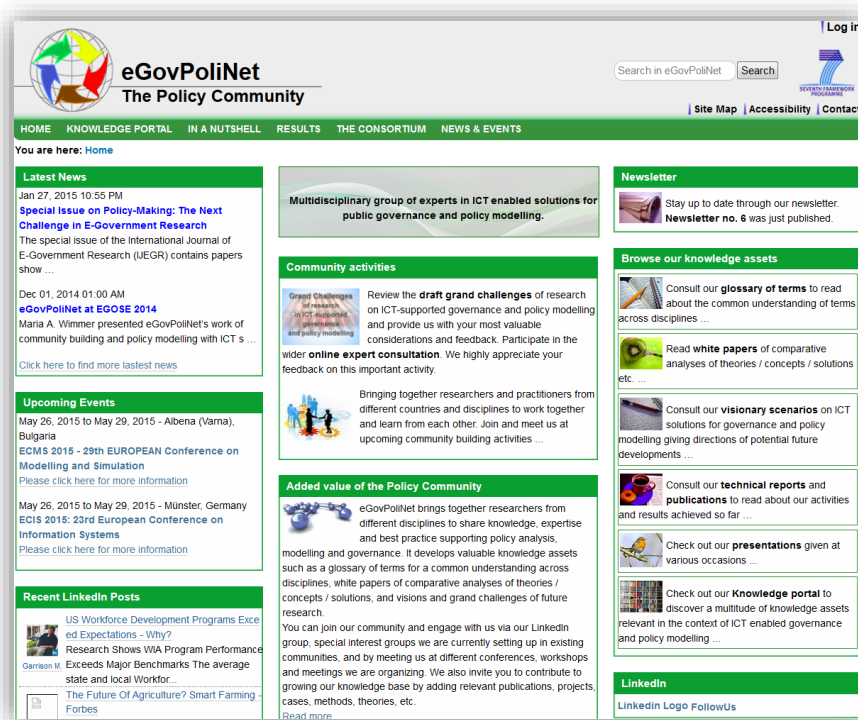 Log in
eGovPoliNet
The Policy Community
Search in eGovPoliNet
Search
SEVENTH FRAMEWORK
PROGRAMME
Site Map
Accessibility
Contact
HOME KNOWLEDGE PORTAL IN A NUTSHELL RESULTS THE CONSORTIUM NEWS & EVENTS
You are here: Home
Latest News
Jan 27, 2015 10:55 PM
Special Issue on Policy-Making: The Next
Challenge in E-Government Research
The special issue of the International Journal of
E-Government Research (IJEGR) contains papers
show ...
Dec 01, 2014 01:00 AM
eGovPoliNet at EGOSE 2014
Maria A. Wimmer presented eGovPoliNet's work of
community building and policy modelling with ICT s ...
Click here to find more lastest news
Upcoming Events
May 26, 2015 to May 29, 2015 - Albena (Varna),
Bulgaria
ECMS 2015 - 29th EUROPEAN Conference on
Modelling and Simulation
Please click here for more information
May 26, 2015 to May 29, 2015 - Münster, Germany
ECIS 2015: 23rd European Conference on
Information Systems
Please click here for more information
Recent LinkedIn Posts
US Workforce Development Programs Exce
ed Expectations - Why?
Research Shows WIA Program Performance
Exceeds Major Benchmarks The average
state and local Workfor...
Garrison M.
The Future Of Agriculture? Smart Farming -
Forbes
Multidisciplinary group of experts in ICT enabled solutions for
public governance and policy modelling.
Community activities
Grand Challenges
of research
in ICT-supported
governance
and policy modelling
Review the draft grand challenges of research
on ICT-supported governance and policy modelling
and provide us with your most valuable
considerations and feedback. Participate in the
wider online expert consultation. We highly appreciate your
feedback on this important activity.
Bringing together researchers and practitioners from
different countries and disciplines to work together
and learn from each other. Join and meet us at
upcoming community building activities ...
Added value of the Policy Community
eGovPoliNet brings together researchers from
different disciplines to share knowledge, expertise
and best practice supporting policy analysis,
modelling and governance. It develops valuable knowledge assets
such as a glossary of terms for a common understanding across
disciplines, white papers of comparative analyses of theories /
concepts / solutions, and visions and grand challenges of future
research.
You can join our community and engage with us via our LinkedIn
group, special interest groups we are currently setting up in existing
communities, and by meeting us at different conferences, workshops
and meetings we are organizing. We also invite you to contribute to
growing our knowledge base by adding relevant publications, projects,
cases, methods, theories, etc.
Read more
Newsletter
Stay up to date through our newsletter.
Newsletter no. 6 was just published.
Browse our knowledge assets
Consult our glossary of terms to read
about the common understanding of terms
across disciplines ...
Read white papers of comparative
analyses of theories / concepts / solutions
etc. ...
Consult our visionary scenarios on ICT
solutions for governance and policy
modelling giving directions of potential future
developments ...
Consult our technical reports and
publications to read about our activities
and results achieved so far ...
Check out our presentations given at
various occasions ...
Check out our Knowledge portal to
discover a multitude of knowledge assets
relevant in the context of ICT enabled governance
and policy modelling ...
LinkedIn
Linkedin Logo FollowUs